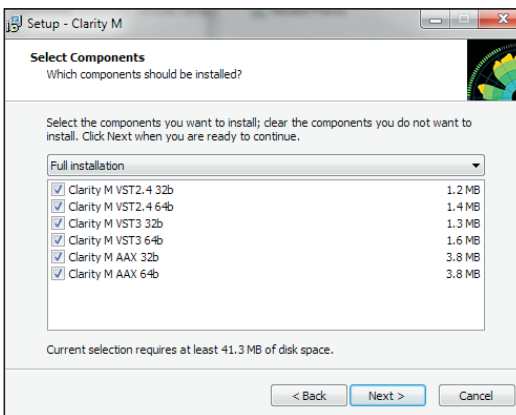 Setup - Clarity M
Select Components
Which components should be installed?
Select the components you want to install; clear the components you do not want to
install. Click Next when you are ready to continue.
Full installation
Clarity M VST2.4 32b 1.2 MB
Clarity M VST2.4 64b 1.4 MB
Clarity M VST3 32b 1.3 MB
Clarity M VST3 64b 1.6 MB
Clarity M AAX 32b 3.8 MB
Clarity M AAX 64b 3.8 MB
Current selection requires at least 41.3 MB of disk space.
< Back Next > Cancel